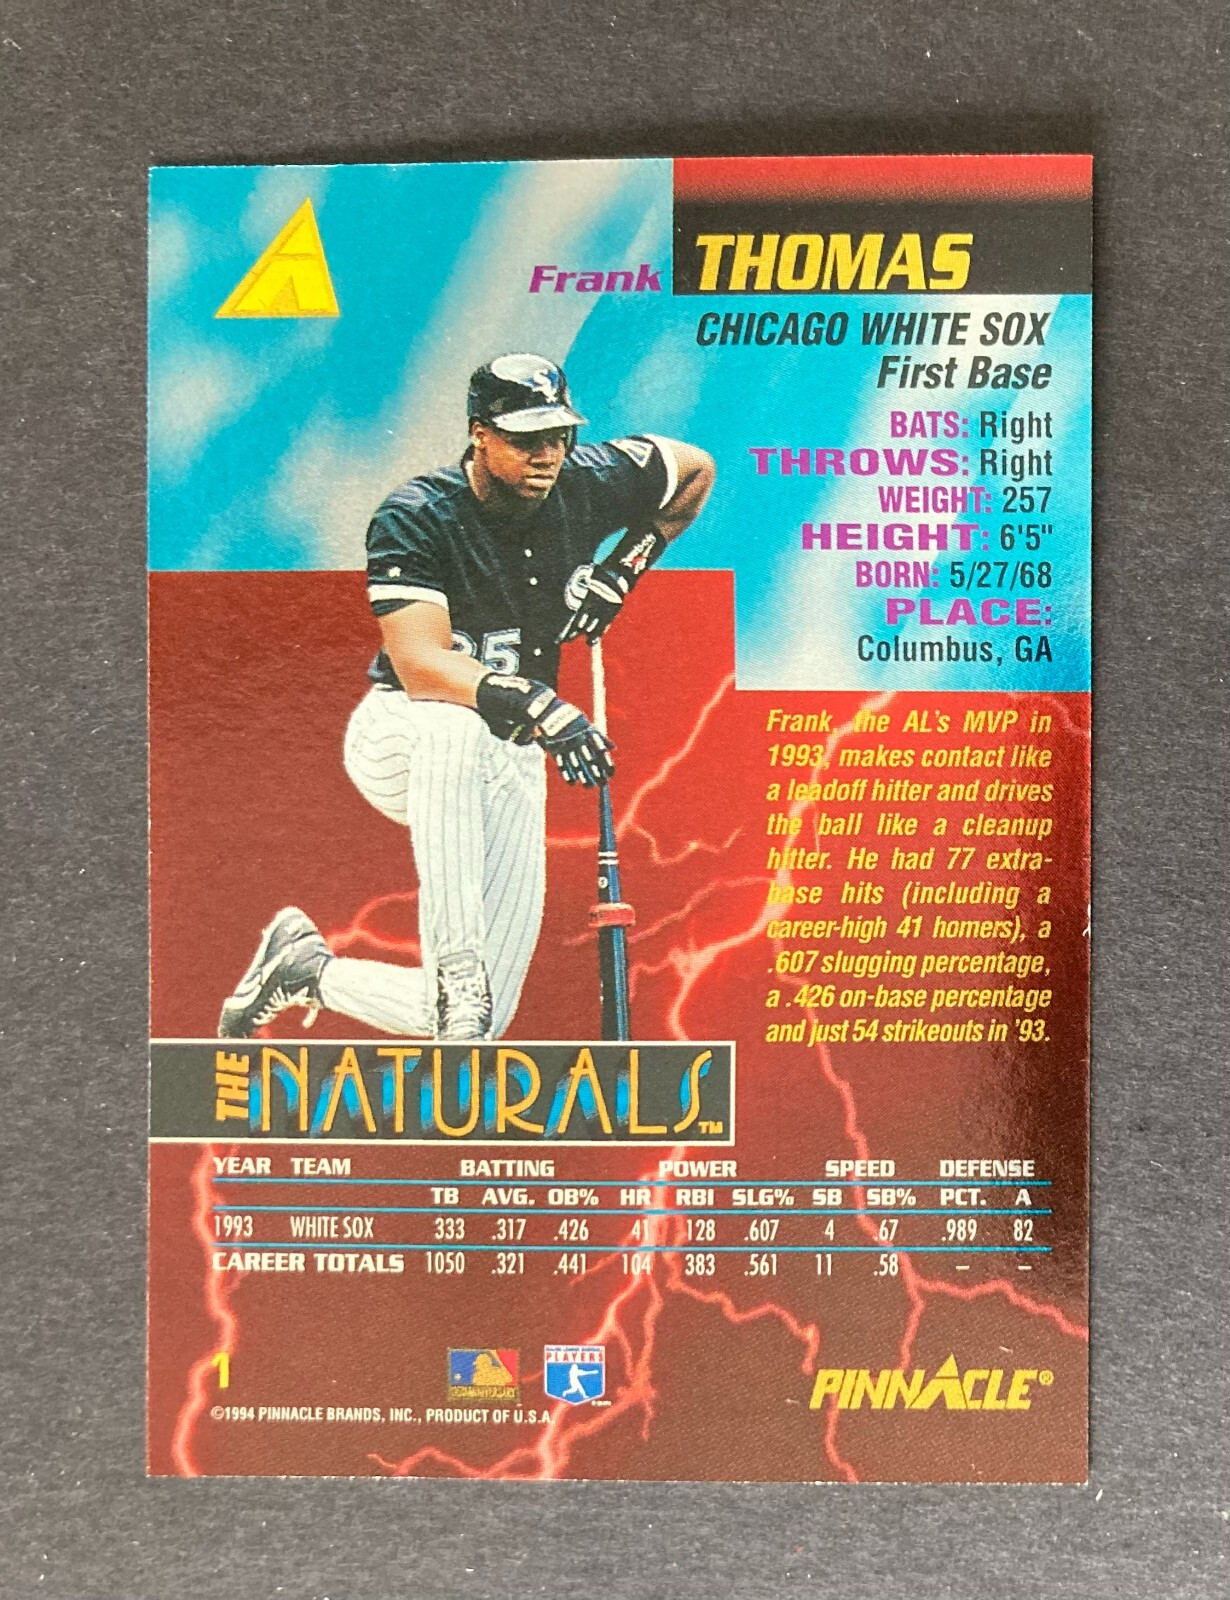 Frank THOMAS
CHICAGO WHITE SOX
First Base
BATS: Right
THROWS: Right
WEIGHT: 257
HEIGHT: 6'5"
BORN: 5/27/68
PLACE:
Columbus, GA
Frank, the AL's MVP in
1993, makes contact like
a leadoff hitter and drives
the ball like a cleanup
hitter. He had 77 extra-
base hits (including a
career-high 41 homers), a
.607 slugging percentage,
a .426 on-base percentage
and just 54 strikeouts in '93.
35
THE NATURALS™
YEAR TEAM BATTING POWER SPEED DEFENSE
TB AVG. OB% HR RBI SLG% SB SB% PCT. A
1993 WHITE SOX 333 .317 .426 41 128 .607 4 .67 .989 82
CAREER TOTALS 1050 .321 .441 104 383 .561 11 .58 – –
1
PLAYERS
PINNACLE®
©1994 PINNACLE BRANDS, INC., PRODUCT OF U.S.A.